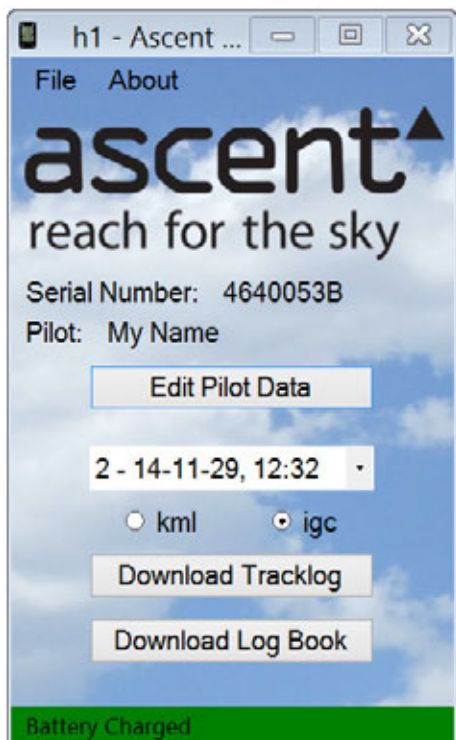 h1 - Ascent ...
File About
ascent
reach for the sky
Serial Number: 4640053B
Pilot: My Name
Edit Pilot Data
2 - 14-11-29, 12:32
kml igc
Download Tracklog
Download Log Book
Battery Charged